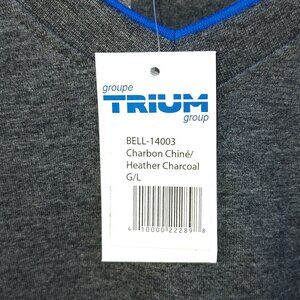 groupe
TRIUM
group
BELL-14003
Charbon Chiné/
Heather Charcoal
G/L
4 10000 22289 8